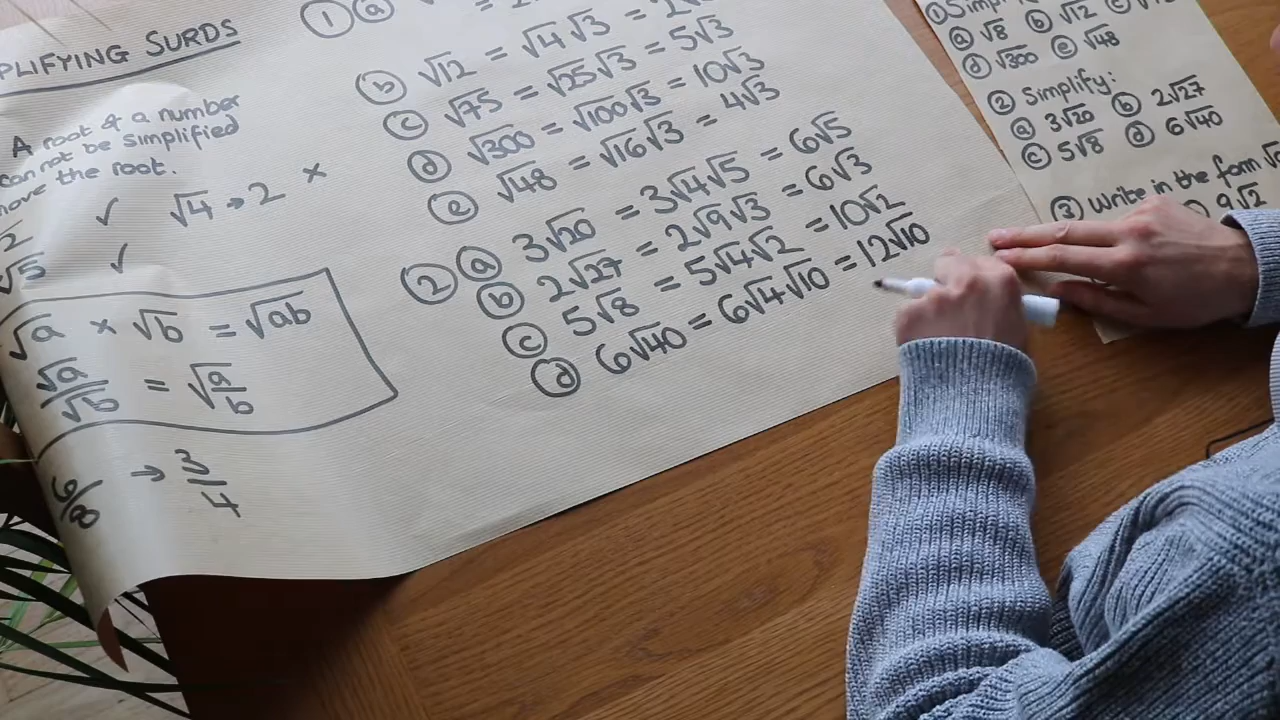 PLIFYING SURDS
A root of a number
can not be simplified
move the root.
√2 ✓ √4 → 2 ×
√5 ✓
√a × √b = √ab
√a/√b = √(a/b)
6/8 → 3/4
① ⓐ
ⓑ √12 = √4√3 = 2
ⓒ √75 = √25√3 = 5√3
ⓓ √300 = √100√3 = 10√3
ⓔ √48 = √16√3 = 4√3
② ⓐ 3√20 = 3√4√5 = 6√5
ⓑ 2√27 = 2√9√3 = 6√3
ⓒ 5√8 = 5√4√2 = 10√2
ⓓ 6√40 = 6√4√10 = 12√10
① Simpl
ⓐ √8 ⓑ √12 ⓒ
ⓓ √300 ⓔ √48
② Simplify:
ⓐ 3√20 ⓑ 2√27
ⓒ 5√8 ⓓ 6√40
③ Write in the form √
9√2